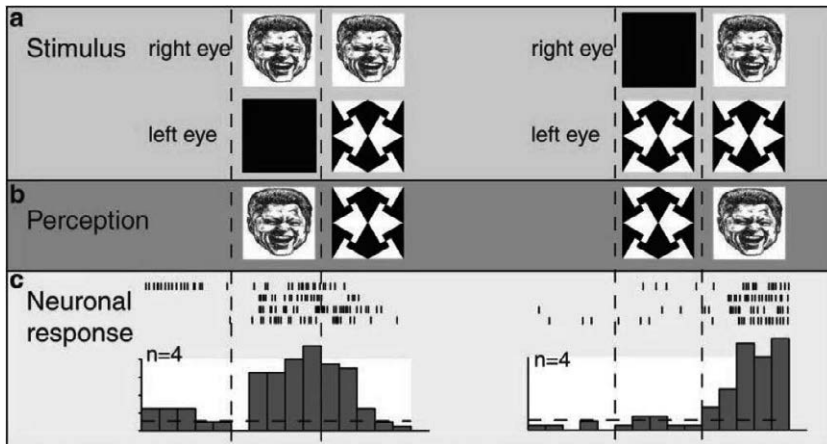 a
Stimulus
right eye
right eye
left eye
left eye
b
Perception
c
Neuronal
response
n=4
n=4